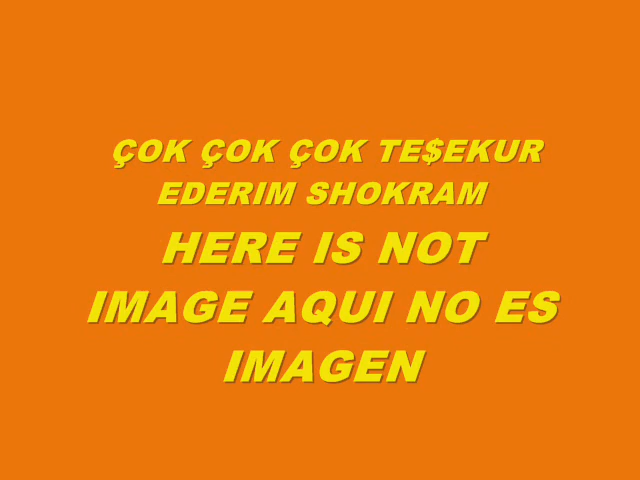 ÇOK ÇOK ÇOK TE$EKUR
EDERIM SHOKRAM
HERE IS NOT
IMAGE AQUI NO ES
IMAGEN